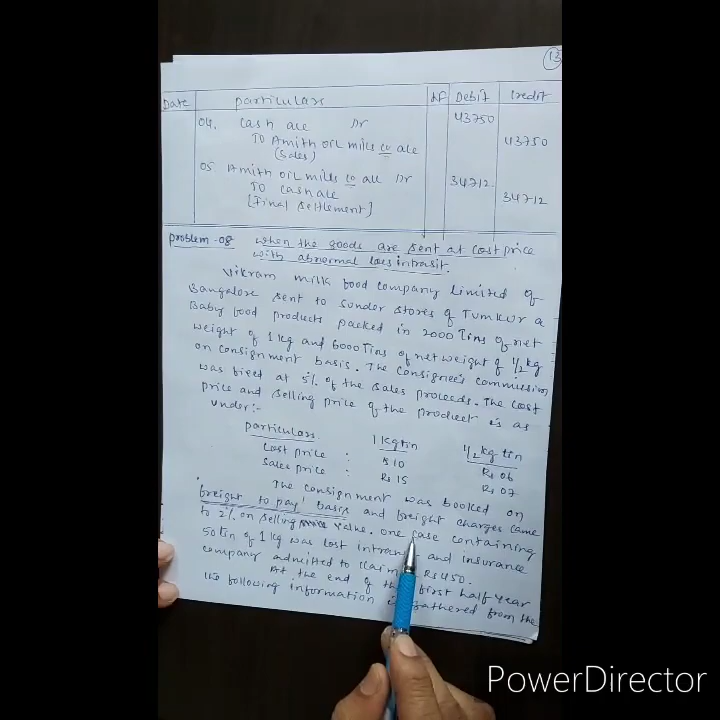 13
Date particulars LF Debit Credit
04. cash a/c Dr 43750
To Amith oil mills co a/c 43750
(Sales)
05 Amith oil mills co a/c Dr 34712.
To cash a/c 34712
[Final Settlement]
problem-08 when the goods are sent at cost price
with abnormal loss intrasit.
Vikram milk food company limited of
Bangalore sent to Sunder stores of Tumkur a
Baby food products packed in 2000 Tins of net
weight of 1 kg and 6000 Tins of net weight of 1/2 kg
on consignment basis. The consignee's commission
was fixed at 5% of the sales proceeds. The cost
price and selling price of the product is as
under:-
particulars 1 kg tin 1/2 kg tin
cost price : $10 Rs 06
sales price : Rs 15 Rs 07
The consignment was booked on
freight to pay' basis and freight charges came
to 2% on selling value. One case containing
50 tin of 1 kg was lost intransit and insurance
company admitted to claim Rs 450.
At the end of the first half year
the following information is gathered from the
PowerDirector